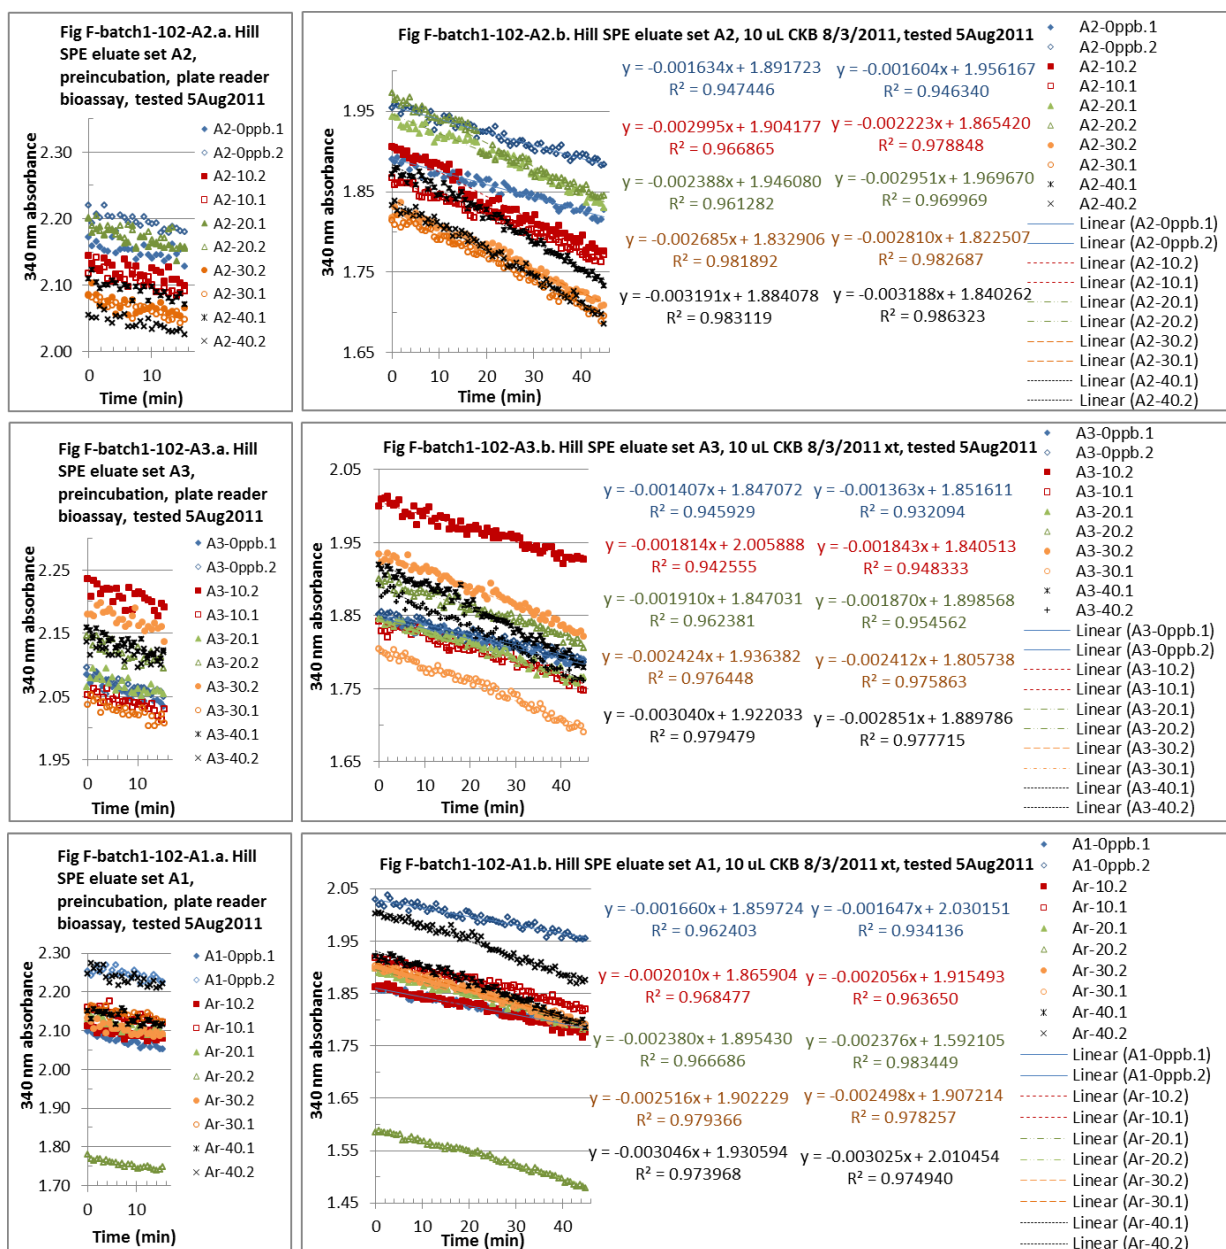 Fig F-batch1-102-A2.a. Hill
SPE eluate set A2,
preincubation, plate reader
bioassay, tested 5Aug2011
340 nm absorbance
2.30
2.20
2.10
2.00
0
10
Time (min)
A2-0ppb.1
A2-0ppb.2
A2-10.2
A2-10.1
A2-20.1
A2-20.2
A2-30.2
A2-30.1
A2-40.1
A2-40.2
Fig F-batch1-102-A2.b. Hill SPE eluate set A2, 10 uL CKB 8/3/2011, tested 5Aug2011
340 nm absorbance
1.95
1.85
1.75
1.65
0
10
20
30
40
Time (min)
y = -0.001634x + 1.891723
R² = 0.947446
y = -0.001604x + 1.956167
R² = 0.946340
y = -0.002995x + 1.904177
R² = 0.966865
y = -0.002223x + 1.865420
R² = 0.978848
y = -0.002388x + 1.946080
R² = 0.961282
y = -0.002951x + 1.969670
R² = 0.969969
y = -0.002685x + 1.832906
R² = 0.981892
y = -0.002810x + 1.822507
R² = 0.982687
y = -0.003191x + 1.884078
R² = 0.983119
y = -0.003188x + 1.840262
R² = 0.986323
A2-0ppb.1
A2-0ppb.2
A2-10.2
A2-10.1
A2-20.1
A2-20.2
A2-30.2
A2-30.1
A2-40.1
A2-40.2
Linear (A2-0ppb.1)
Linear (A2-0ppb.2)
Linear (A2-10.2)
Linear (A2-10.1)
Linear (A2-20.1)
Linear (A2-20.2)
Linear (A2-30.2)
Linear (A2-30.1)
Linear (A2-40.1)
Linear (A2-40.2)
Fig F-batch1-102-A3.a. Hill
SPE eluate set A3,
preincubation, plate reader
bioassay, tested 5Aug2011
340 nm absorbance
2.25
2.15
2.05
1.95
0
10
Time (min)
A3-0ppb.1
A3-0ppb.2
A3-10.2
A3-10.1
A3-20.1
A3-20.2
A3-30.2
A3-30.1
A3-40.1
A3-40.2
Fig F-batch1-102-A3.b. Hill SPE eluate set A3, 10 uL CKB 8/3/2011 xt, tested 5Aug2011
340 nm absorbance
2.05
1.95
1.85
1.75
1.65
0
10
20
30
40
Time (min)
y = -0.001407x + 1.847072
R² = 0.945929
y = -0.001363x + 1.851611
R² = 0.932094
y = -0.001814x + 2.005888
R² = 0.942555
y = -0.001843x + 1.840513
R² = 0.948333
y = -0.001910x + 1.847031
R² = 0.962381
y = -0.001870x + 1.898568
R² = 0.954562
y = -0.002424x + 1.936382
R² = 0.976448
y = -0.002412x + 1.805738
R² = 0.975863
y = -0.003040x + 1.922033
R² = 0.979479
y = -0.002851x + 1.889786
R² = 0.977715
A3-0ppb.1
A3-0ppb.2
A3-10.2
A3-10.1
A3-20.1
A3-20.2
A3-30.2
A3-30.1
A3-40.1
A3-40.2
Linear (A3-0ppb.1)
Linear (A3-0ppb.2)
Linear (A3-10.2)
Linear (A3-10.1)
Linear (A3-20.1)
Linear (A3-20.2)
Linear (A3-30.2)
Linear (A3-30.1)
Linear (A3-40.1)
Linear (A3-40.2)
Fig F-batch1-102-A1.a. Hill
SPE eluate set A1,
preincubation, plate reader
bioassay, tested 5Aug2011
340 nm absorbance
2.30
2.20
2.10
2.00
1.90
1.80
1.70
0
10
Time (min)
A1-0ppb.1
A1-0ppb.2
Ar-10.2
Ar-10.1
Ar-20.1
Ar-20.2
Ar-30.2
Ar-30.1
Ar-40.1
Ar-40.2
Fig F-batch1-102-A1.b. Hill SPE eluate set A1, 10 uL CKB 8/3/2011 xt, tested 5Aug2011
340 nm absorbance
2.05
1.95
1.85
1.75
1.65
1.55
1.45
0
10
20
30
40
Time (min)
y = -0.001660x + 1.859724
R² = 0.962403
y = -0.001647x + 2.030151
R² = 0.934136
y = -0.002010x + 1.865904
R² = 0.968477
y = -0.002056x + 1.915493
R² = 0.963650
y = -0.002380x + 1.895430
R² = 0.966686
y = -0.002376x + 1.592105
R² = 0.983449
y = -0.002516x + 1.902229
R² = 0.979366
y = -0.002498x + 1.907214
R² = 0.978257
y = -0.003046x + 1.930594
R² = 0.973968
y = -0.003025x + 2.010454
R² = 0.974940
A1-0ppb.1
A1-0ppb.2
Ar-10.2
Ar-10.1
Ar-20.1
Ar-20.2
Ar-30.2
Ar-30.1
Ar-40.1
Ar-40.2
Linear (A1-0ppb.1)
Linear (A1-0ppb.2)
Linear (Ar-10.2)
Linear (Ar-10.1)
Linear (Ar-20.1)
Linear (Ar-20.2)
Linear (Ar-30.2)
Linear (Ar-30.1)
Linear (Ar-40.1)
Linear (Ar-40.2)